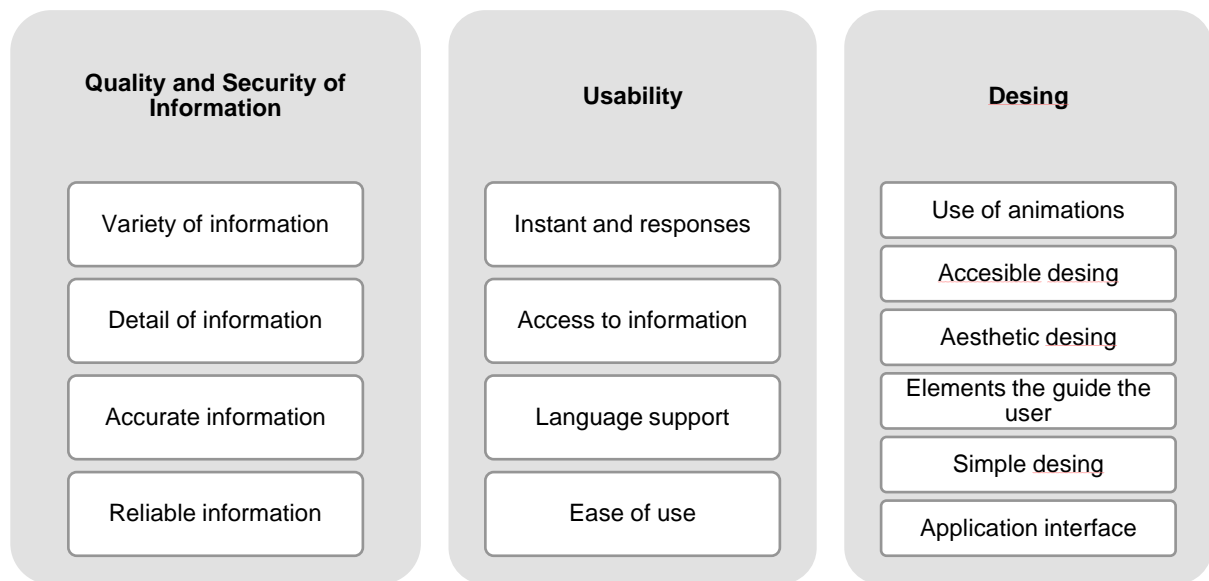 Quality and Security of
Information
Variety of information
Detail of information
Accurate information
Reliable information
Usability
Instant and responses
Access to information
Language support
Ease of use
Desing
Use of animations
Accesible desing
Aesthetic desing
Elements the guide the
user
Simple desing
Application interface